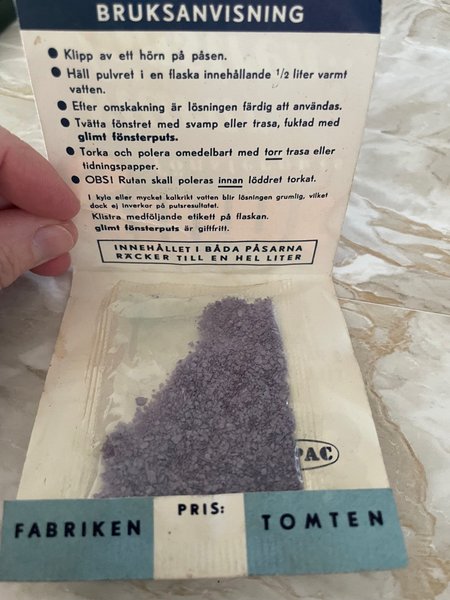 BRUKSANVISNING
● Klipp av ett hörn på påsen.
● Häll pulvret i en flaska innehållande 1/2 liter varmt
vatten.
● Efter omskakning är lösningen färdig att användas.
● Tvätta fönstret med svamp eller trasa, fuktad med
glimt fönsterputs.
● Torka och polera omedelbart med torr trasa eller
tidningspapper.
● OBS! Rutan skall poleras innan löddret torkat.
I kyla eller mycket kalkrikt vatten blir lösningen grumlig, vilket
dock ej inverkar på putsresultatet.
Klistra medföljande etikett på flaskan.
glimt fönsterputs är giftfritt.
INNEHÅLLET I BÅDA PÅSARNA
RÄCKER TILL EN HEL LITER
PAC
FABRIKEN PRIS: TOMTEN